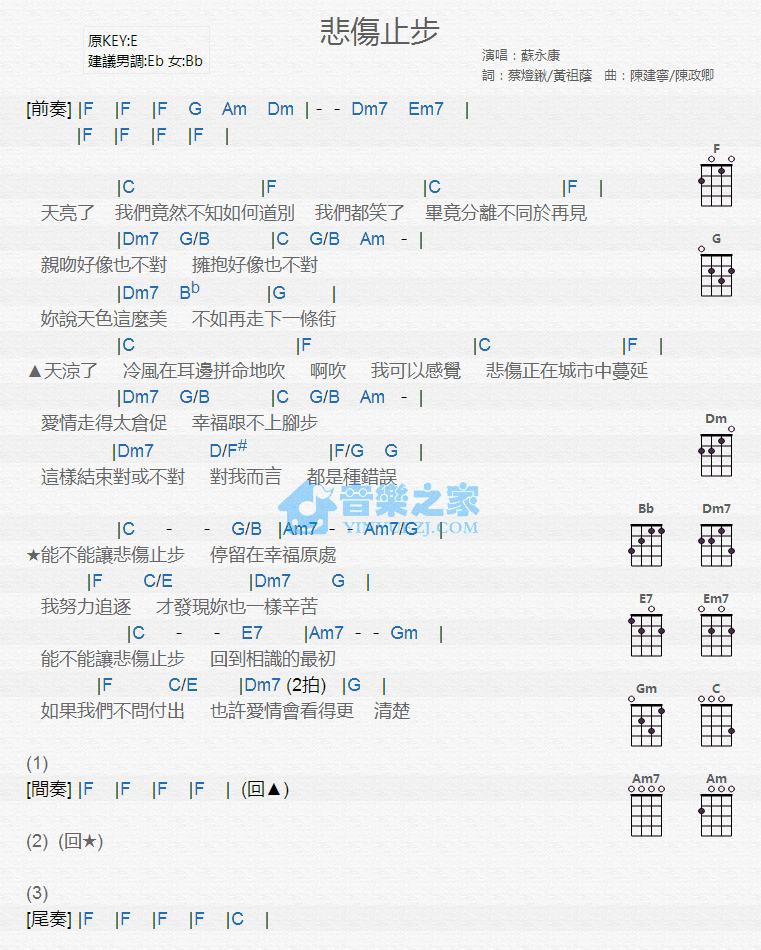 悲傷止步
原KEY:E
建議男調:Eb 女:Bb
演唱：蘇永康
詞：蔡燈鍬/黃祖蔭 曲：陳建寧/陳政卿
[前奏] |F |F |F G Am Dm | - - Dm7 Em7 |
|F |F |F |F |
|C |F |C |F |
天亮了 我們竟然不知如何道別 我們都笑了 畢竟分離不同於再見
|Dm7 G/B |C G/B Am - |
親吻好像也不對 擁抱好像也不對
|Dm7 Bb |G |
妳說天色這麼美 不如再走下一條街
|C |F |C |F |
▲天涼了 冷風在耳邊拼命地吹 啊吹 我可以感覺 悲傷正在城市中蔓延
|Dm7 G/B |C G/B Am - |
愛情走得太倉促 幸福跟不上腳步
|Dm7 D/F# |F/G G |
這樣結束對或不對 對我而言 都是種錯誤
|C - - G/B |Am7 - - Am7/G |
★能不能讓悲傷止步 停留在幸福原處
|F C/E |Dm7 G |
我努力追逐 才發現妳也一樣辛苦
|C - - E7 |Am7 - - Gm |
能不能讓悲傷止步 回到相識的最初
|F C/E |Dm7 (2拍) |G |
如果我們不問付出 也許愛情會看得更 清楚
(1)
[間奏] |F |F |F |F | (回▲)
(2) (回★)
(3)
[尾奏] |F |F |F |F |C |
F
G
Dm
Bb Dm7
E7 Em7
Gm C
Am7 Am
音樂之家